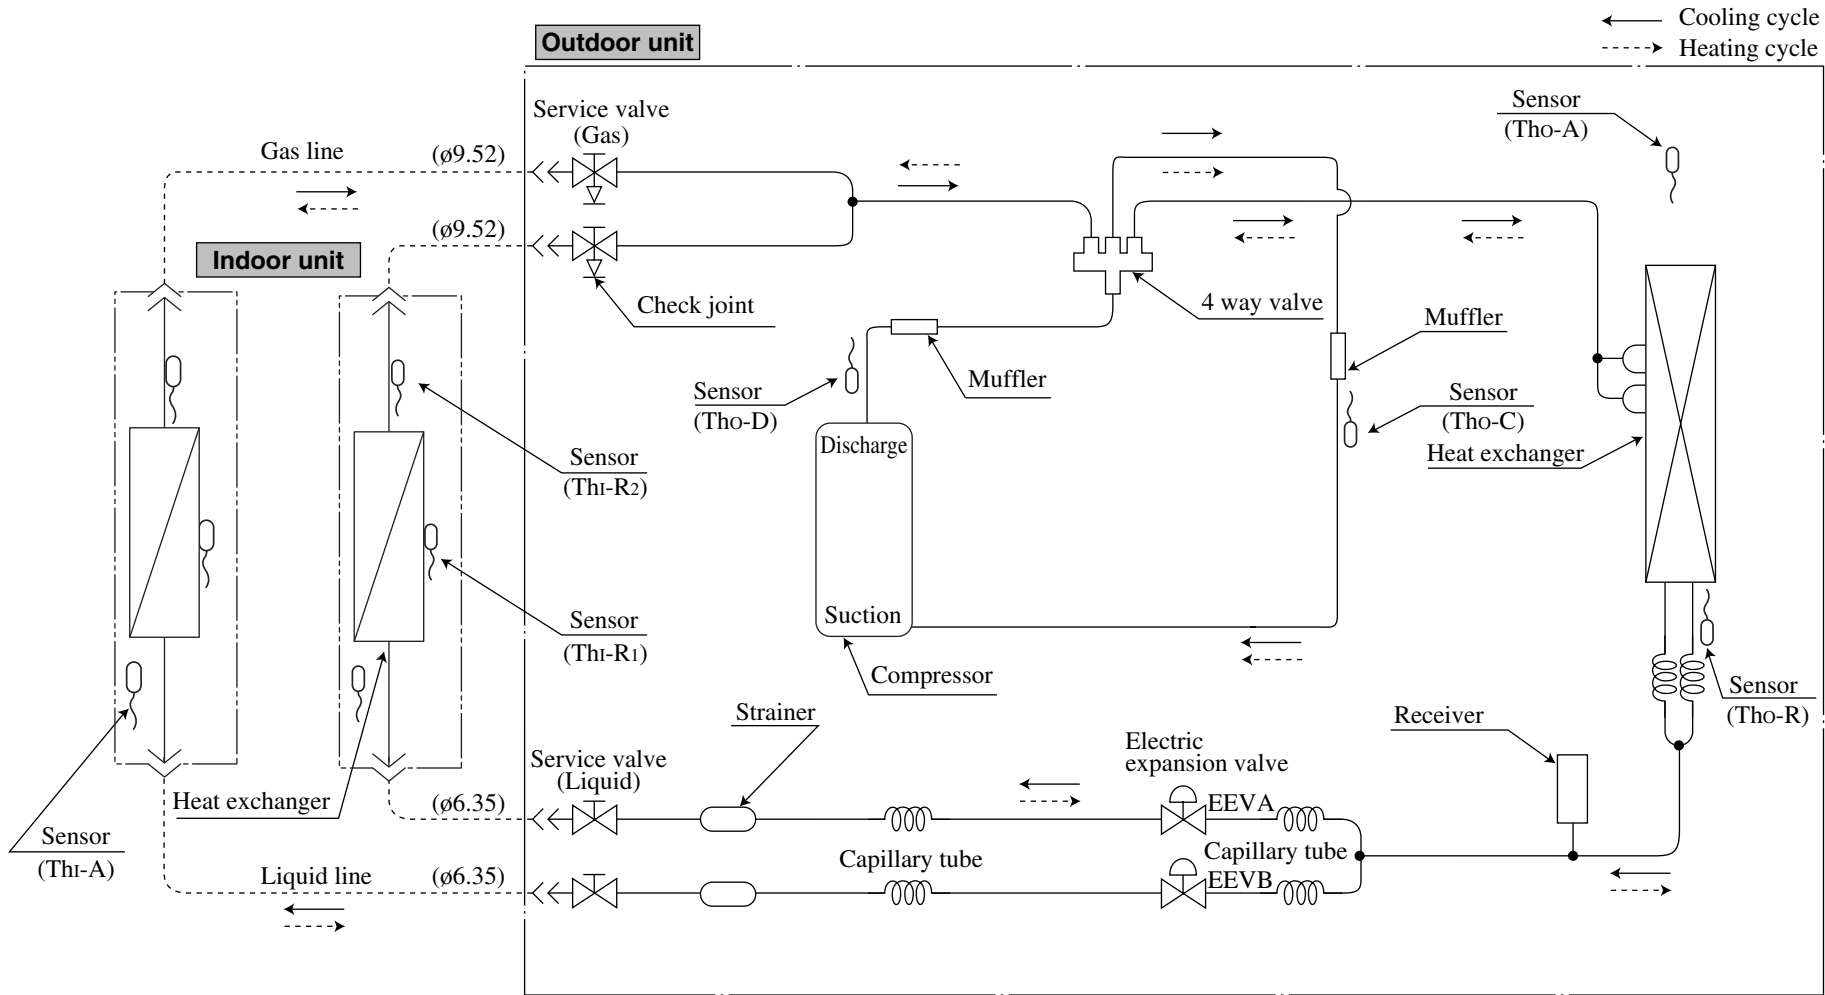 Outdoor unit
Cooling cycle
Heating cycle
Service valve
(Gas)
Sensor
(Tho-A)
Gas line
(ø9.52)
(ø9.52)
Indoor unit
Check joint
4 way valve
Muffler
Muffler
Sensor
(Tho-D)
Sensor
(Tho-C)
Discharge
Heat exchanger
Sensor
(ThI-R2)
Suction
Sensor
(ThI-R1)
Compressor
Sensor
(Tho-R)
Strainer
Receiver
Electric
expansion valve
Service valve
(Liquid)
Heat exchanger
(ø6.35)
EEVA
Sensor
(ThI-A)
Capillary tube
Capillary tube
Liquid line
(ø6.35)
EEVB